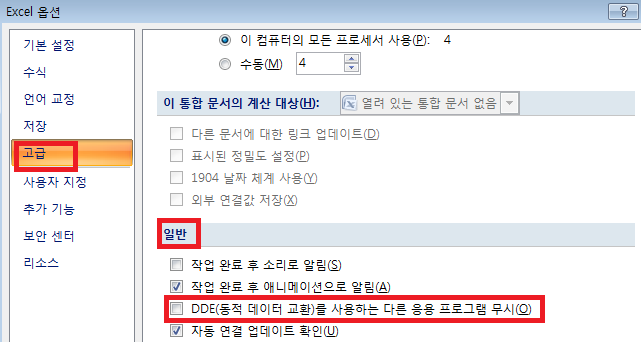 Excel 옵션
?
기본 설정
수식
언어 교정
저장
고급
사용자 지정
추가 기능
보안 센터
리소스
이 컴퓨터의 모든 프로세서 사용(P): 4
수동(M) 4
이 통합 문서의 계산 대상(H): 열려 있는 통합 문서 없음
다른 문서에 대한 링크 업데이트(D)
표시된 정밀도 설정(P)
1904 날짜 체계 사용(Y)
외부 연결값 저장(X)
일반
작업 완료 후 소리로 알림(S)
작업 완료 후 애니메이션으로 알림(A)
DDE(동적 데이터 교환)를 사용하는 다른 응용 프로그램 무시(O)
자동 연결 업데이트 확인(U)